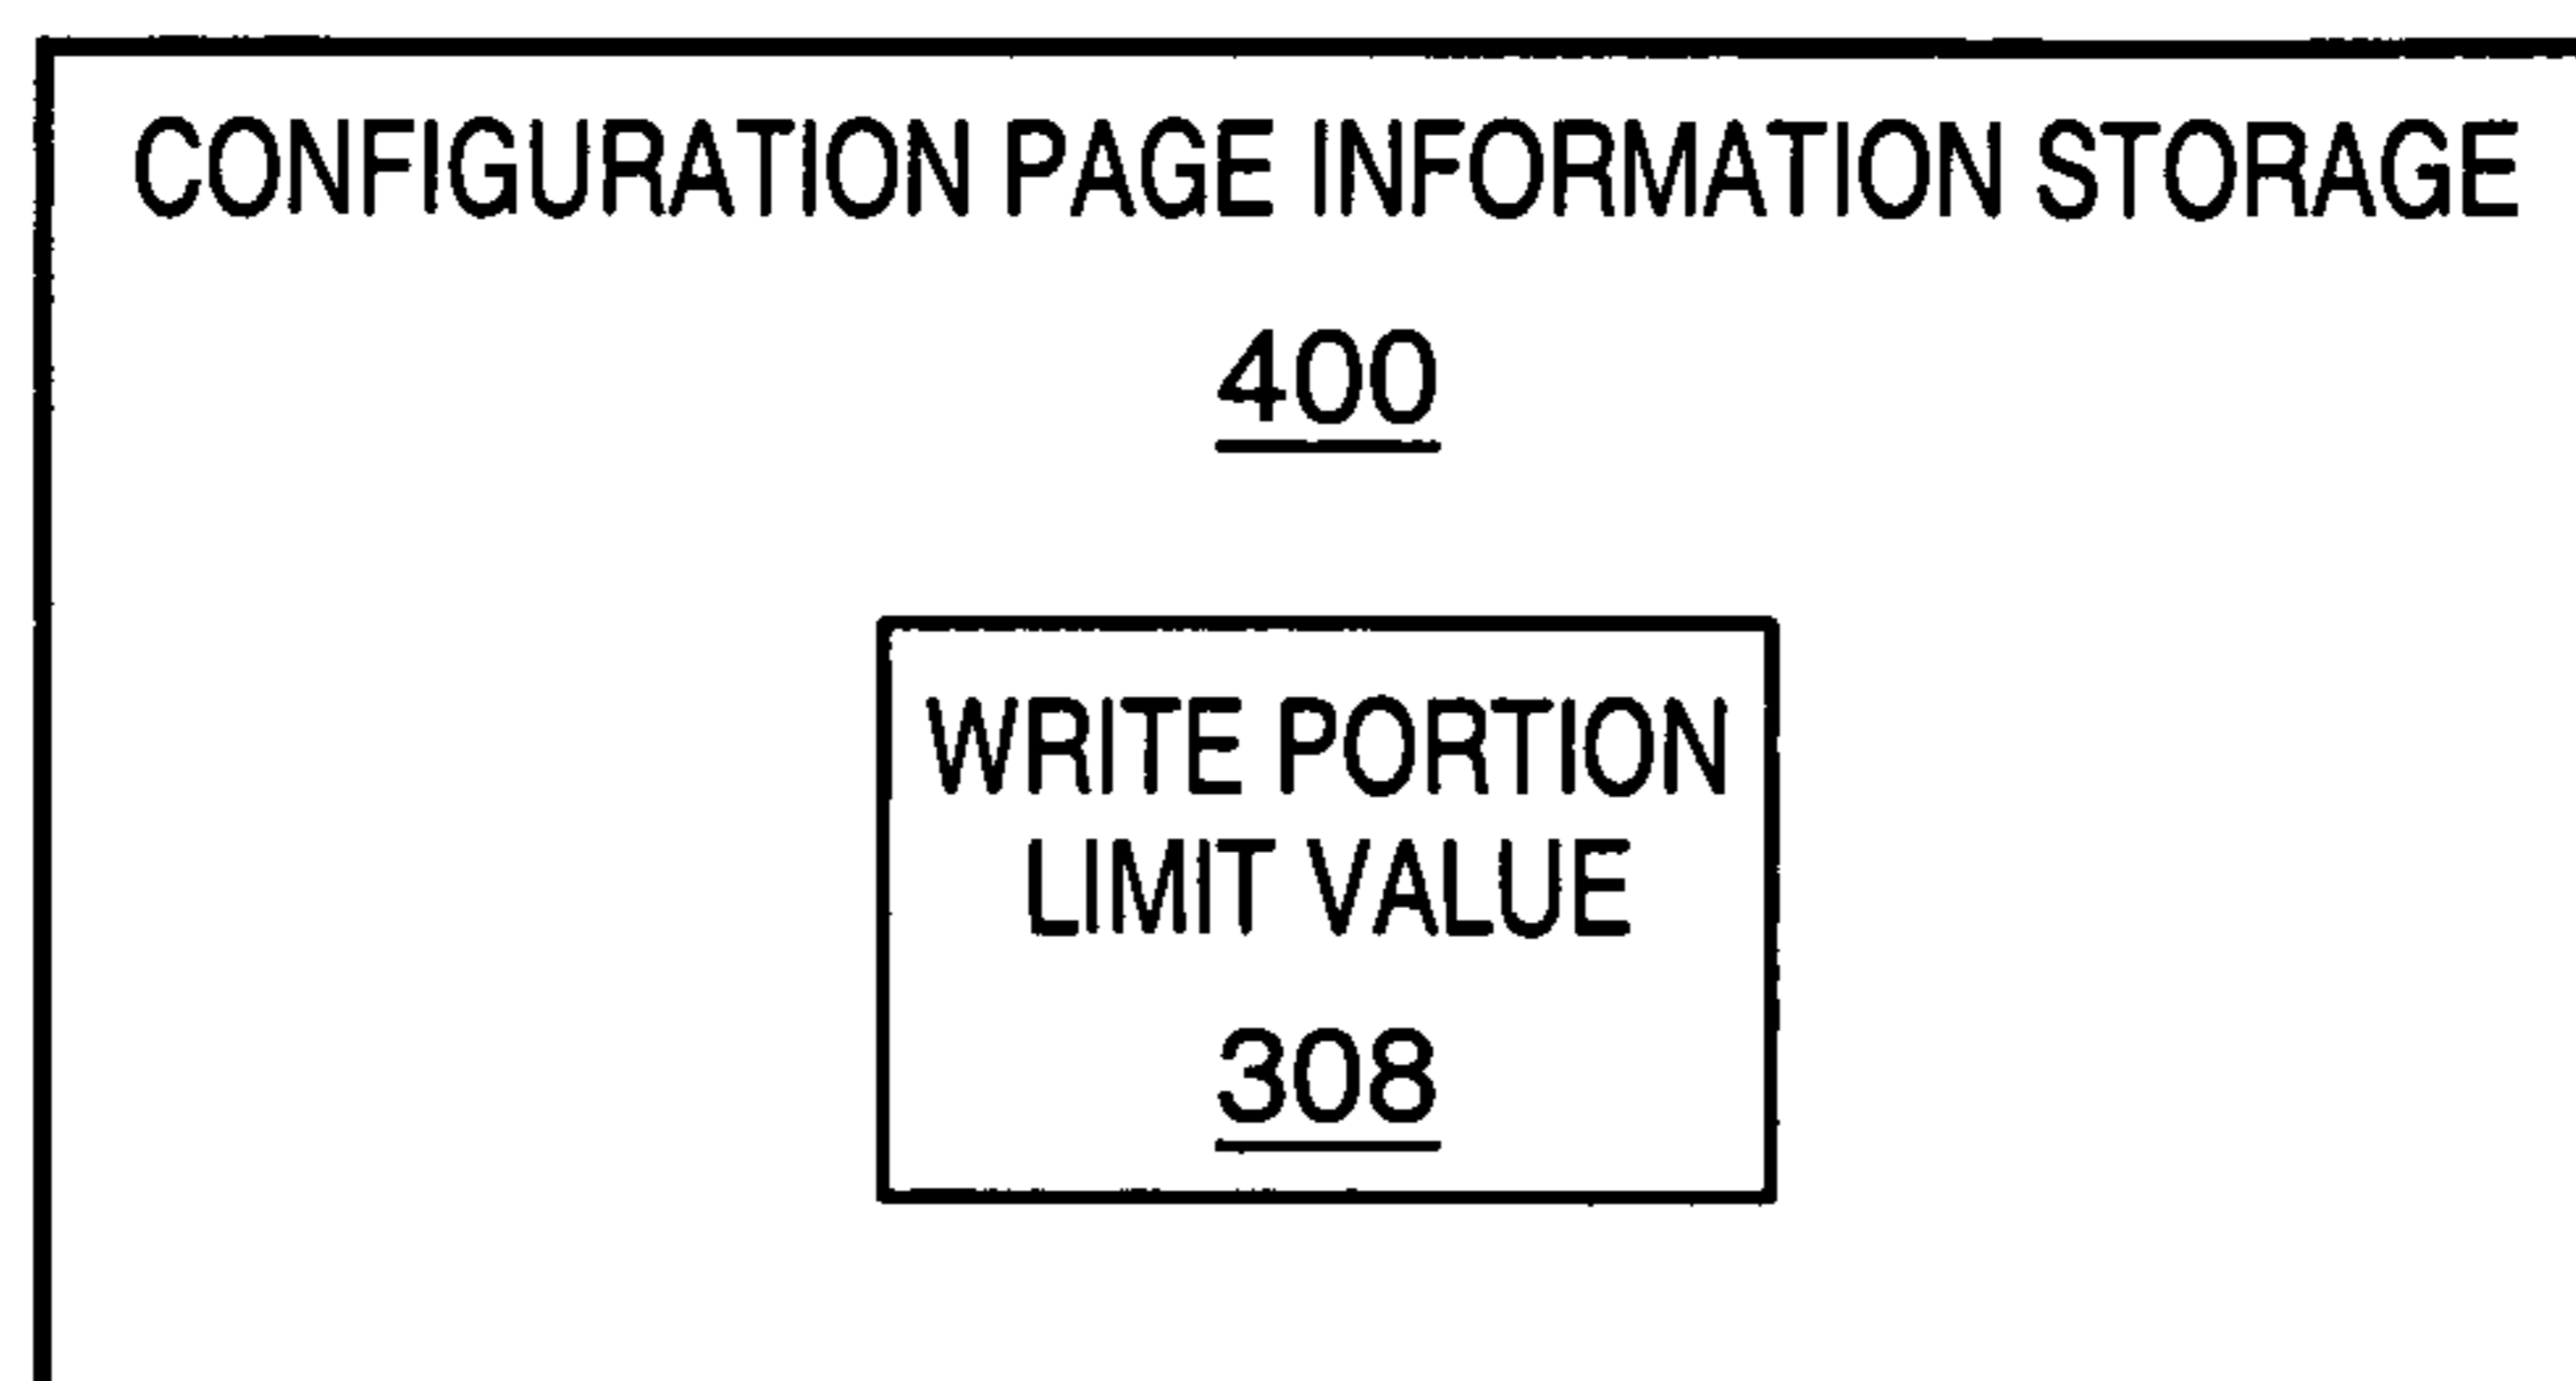 CONFIGURATION PAGE INFORMATION STORAGE
400
WRITE PORTION
LIMIT VALUE
308